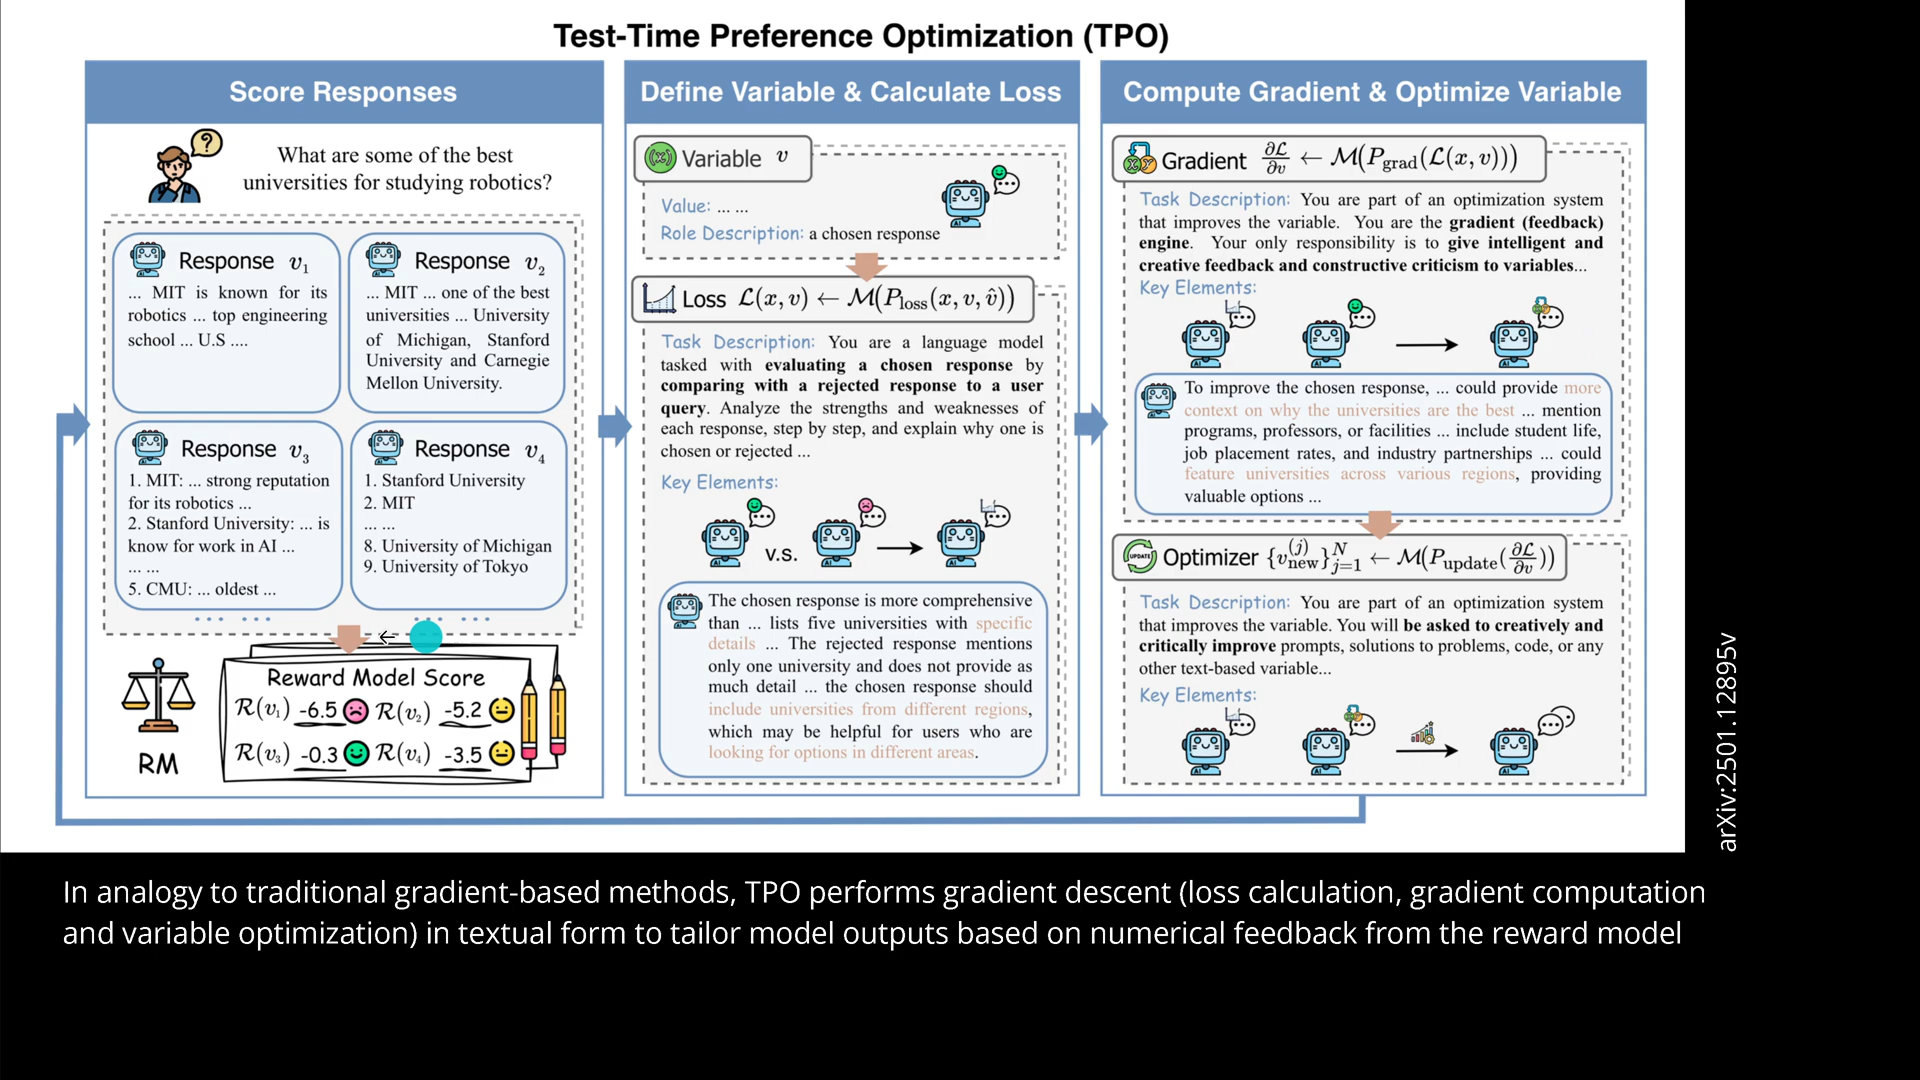 Test-Time Preference Optimization (TPO)
Score Responses
What are some of the best
universities for studying robotics?
Response v₁
... MIT is known for its
robotics ... top engineering
school ... U.S ....
Response v₂
... MIT ... one of the best
universities ... University
of Michigan, Stanford
University and Carnegie
Mellon University.
Response v₃
1. MIT: ... strong reputation
for its robotics ...
2. Stanford University: ... is
know for work in AI ...
... ...
5. CMU: ... oldest ...
Response v₄
1. Stanford University
2. MIT
... ...
8. University of Michigan
9. University of Tokyo
... ... ... ...
RM
Reward Model Score
R(v₁) -6.5 R(v₂) -5.2
R(v₃) -0.3 R(v₄) -3.5
Define Variable & Calculate Loss
(x) Variable v
Value: ... ...
Role Description: a chosen response
Loss L(x, v) ← M(P_loss(x, v, v̂))
Task Description: You are a language model
tasked with evaluating a chosen response by
comparing with a rejected response to a user
query. Analyze the strengths and weaknesses of
each response, step by step, and explain why one is
chosen or rejected ...
Key Elements:
v.s.
The chosen response is more comprehensive
than ... lists five universities with specific
details ... The rejected response mentions
only one university and does not provide as
much detail ... the chosen response should
include universities from different regions,
which may be helpful for users who are
looking for options in different areas.
Compute Gradient & Optimize Variable
Gradient ∂L/∂v ← M(P_grad(L(x, v)))
Task Description: You are part of an optimization system
that improves the variable. You are the gradient (feedback)
engine. Your only responsibility is to give intelligent and
creative feedback and constructive criticism to variables...
Key Elements:
To improve the chosen response, ... could provide more
context on why the universities are the best ... mention
programs, professors, or facilities ... include student life,
job placement rates, and industry partnerships ... could
feature universities across various regions, providing
valuable options ...
UPDATE Optimizer {v_new^(j)}_{j=1}^N ← M(P_update(∂L/∂v))
Task Description: You are part of an optimization system
that improves the variable. You will be asked to creatively and
critically improve prompts, solutions to problems, code, or any
other text-based variable...
Key Elements:
arXiv:2501.12895v
In analogy to traditional gradient-based methods, TPO performs gradient descent (loss calculation, gradient computation
and variable optimization) in textual form to tailor model outputs based on numerical feedback from the reward model